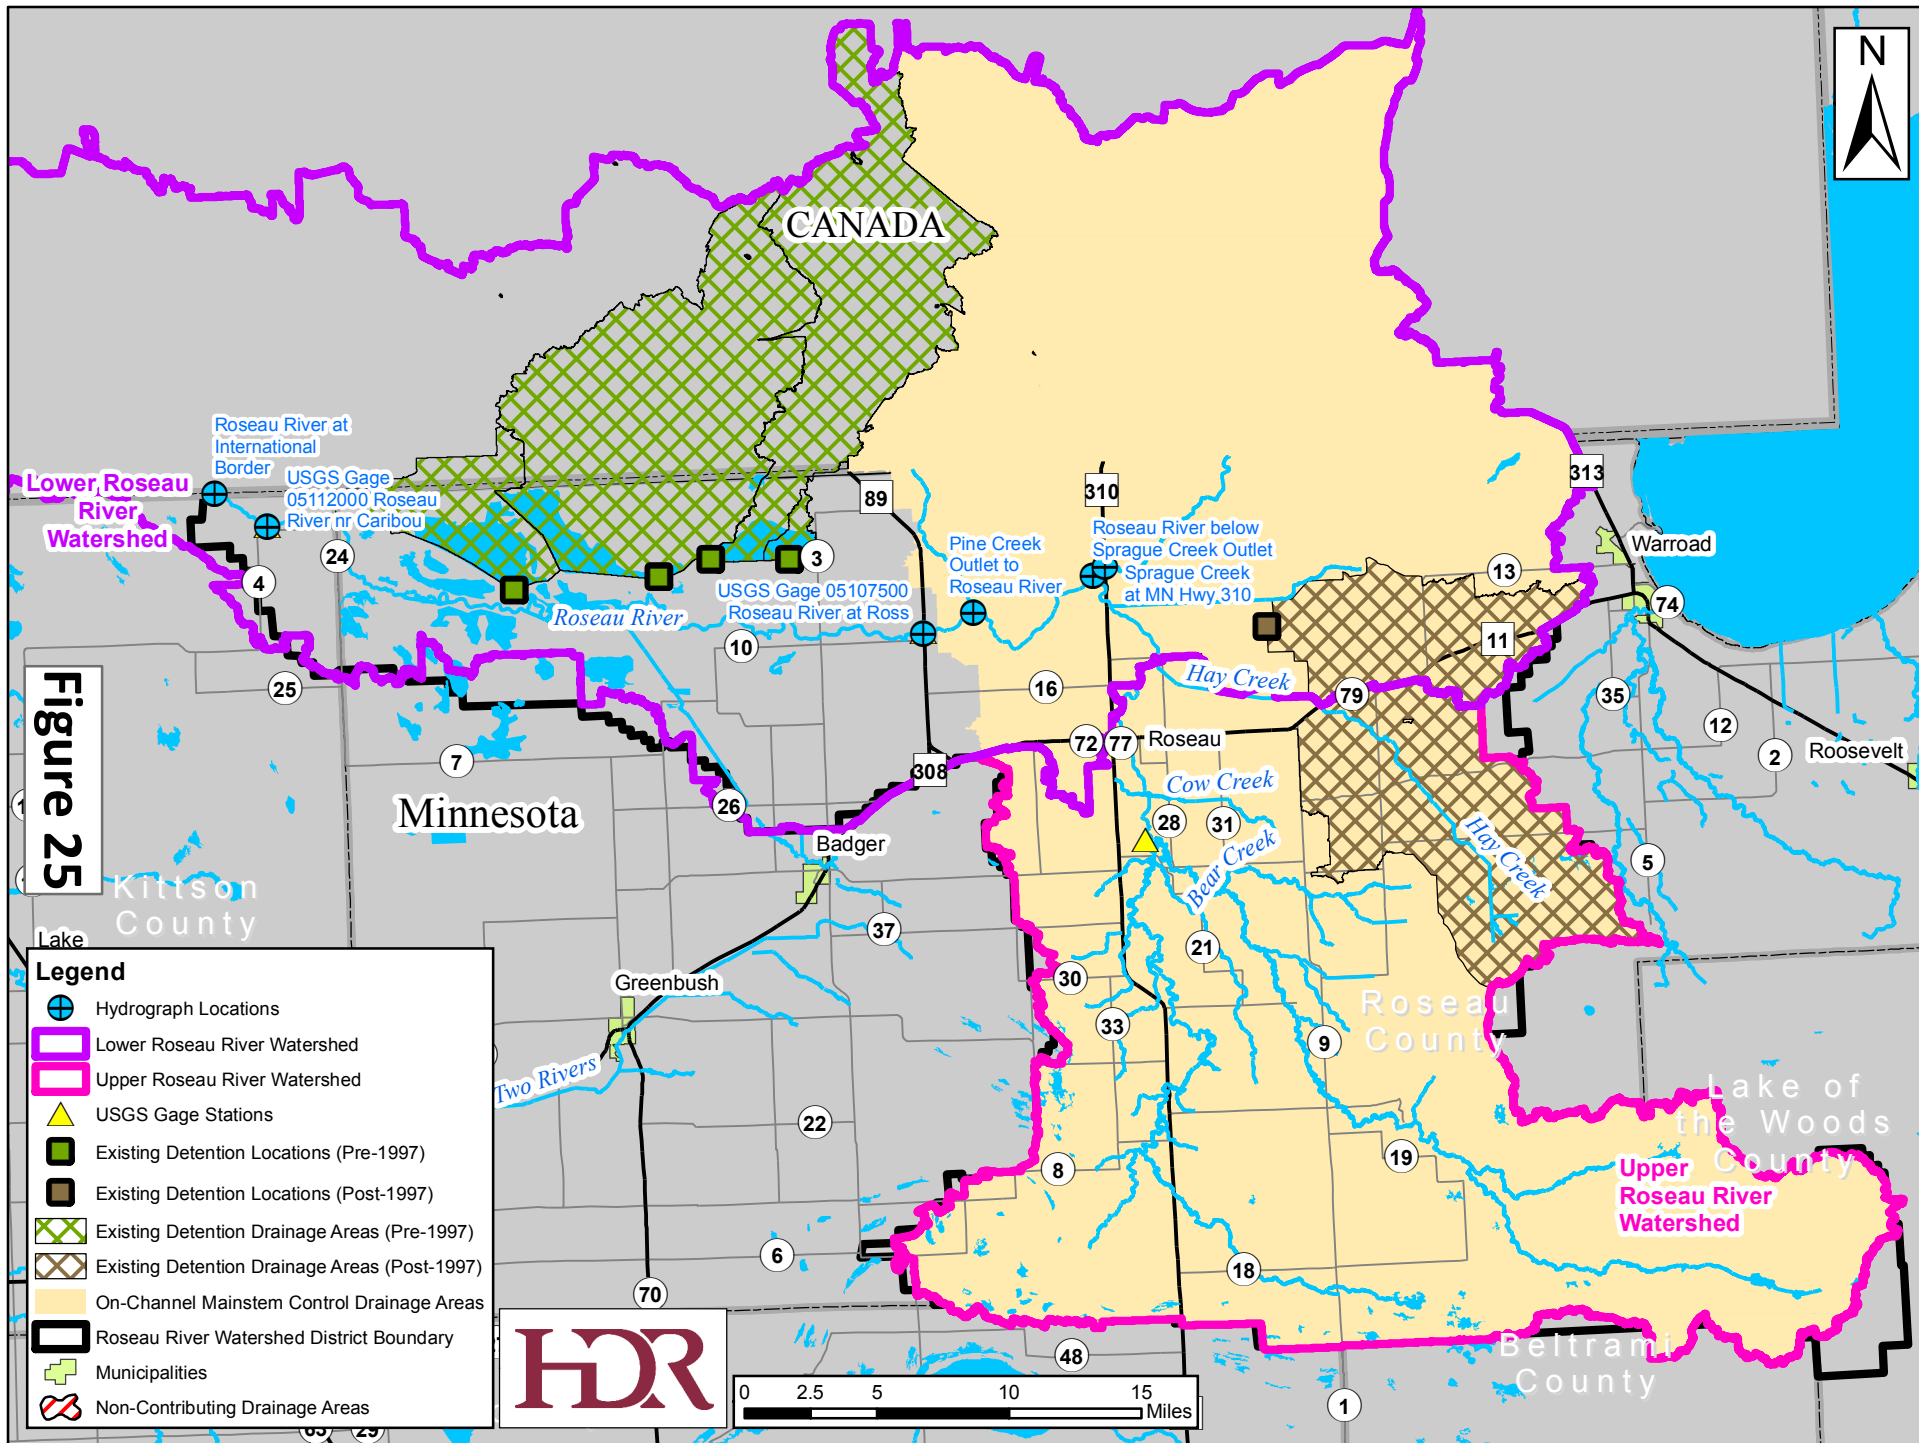 N
CANADA
Roseau River at
International
Border
Lower Roseau
River
Watershed
USGS Gage
05112000 Roseau
River nr Caribou
89
310
313
Roseau River below
Sprague Creek Outlet
Sprague Creek
at MN Hwy 310
Pine Creek
Outlet to
Roseau River
Warroad
24
3
4
13
74
USGS Gage 05107500
Roseau River at Ross
Roseau River
10
11
Figure 25
25
16
Hay Creek
79
35
12
2
72
77
Roseau
Roosevelt
7
308
Cow Creek
26
Minnesota
28
31
Hay Creek
Badger
Bear Creek
5
Kittson
County
37
21
Lake
Greenbush
30
Roseau
County
33
9
Two Rivers
Lake of
the Woods
County
22
19
8
Upper
Roseau River
Watershed
6
18
70
48
Beltrami
County
1
63
29
Legend
Hydrograph Locations
Lower Roseau River Watershed
Upper Roseau River Watershed
USGS Gage Stations
Existing Detention Locations (Pre-1997)
Existing Detention Locations (Post-1997)
Existing Detention Drainage Areas (Pre-1997)
Existing Detention Drainage Areas (Post-1997)
On-Channel Mainstem Control Drainage Areas
Roseau River Watershed District Boundary
Municipalities
Non-Contributing Drainage Areas
HDR
0 2.5 5 10 15
Miles